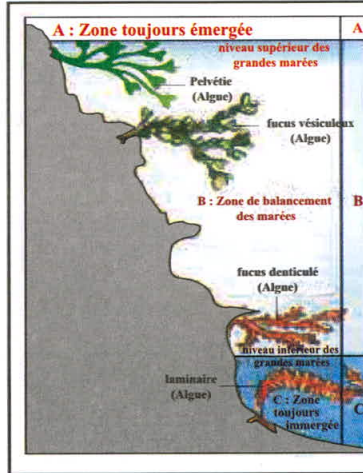 A : Zone toujours émergée
A
niveau supérieur des
grandes marées
Pelvétie
(Algue)
fucus vésiculeux
(Algue)
B : Zone de balancement
des marées
B
fucus denticulé
(Algue)
niveau inférieur des
grandes marées
laminaire
(Algue)
C : Zone
toujours
immergée
C